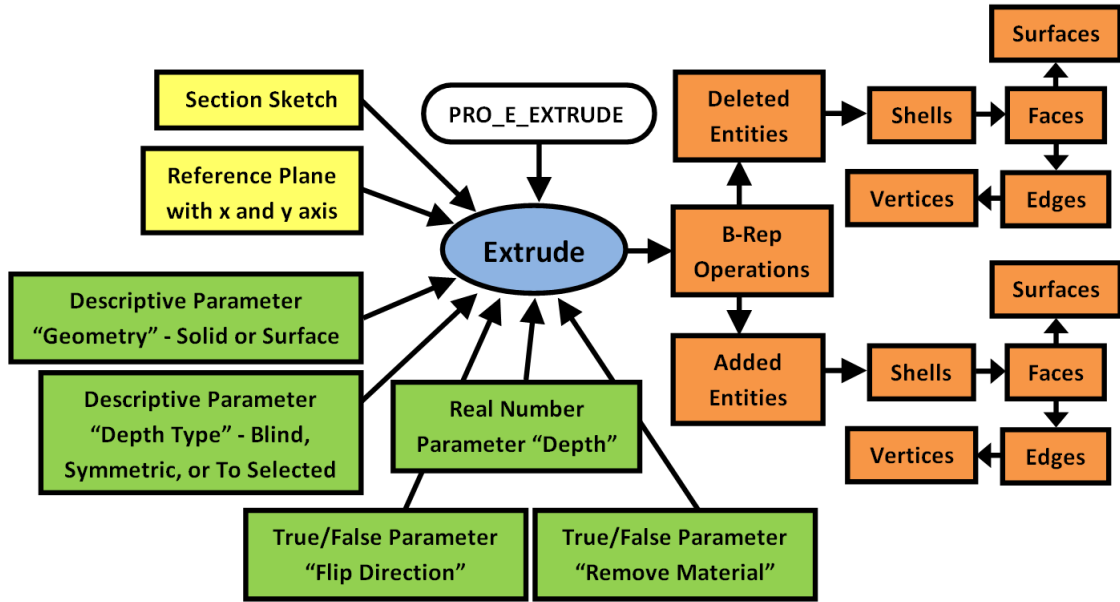 Surfaces
Section Sketch
PRO_E_EXTRUDE
Deleted
Entities
Shells
Faces
Reference Plane
with x and y axis
Vertices
Edges
Extrude
B-Rep
Operations
Descriptive Parameter
“Geometry” - Solid or Surface
Surfaces
Added
Entities
Shells
Faces
Descriptive Parameter
“Depth Type” - Blind,
Symmetric, or To Selected
Real Number
Parameter “Depth”
Vertices
Edges
True/False Parameter
“Flip Direction”
True/False Parameter
“Remove Material”